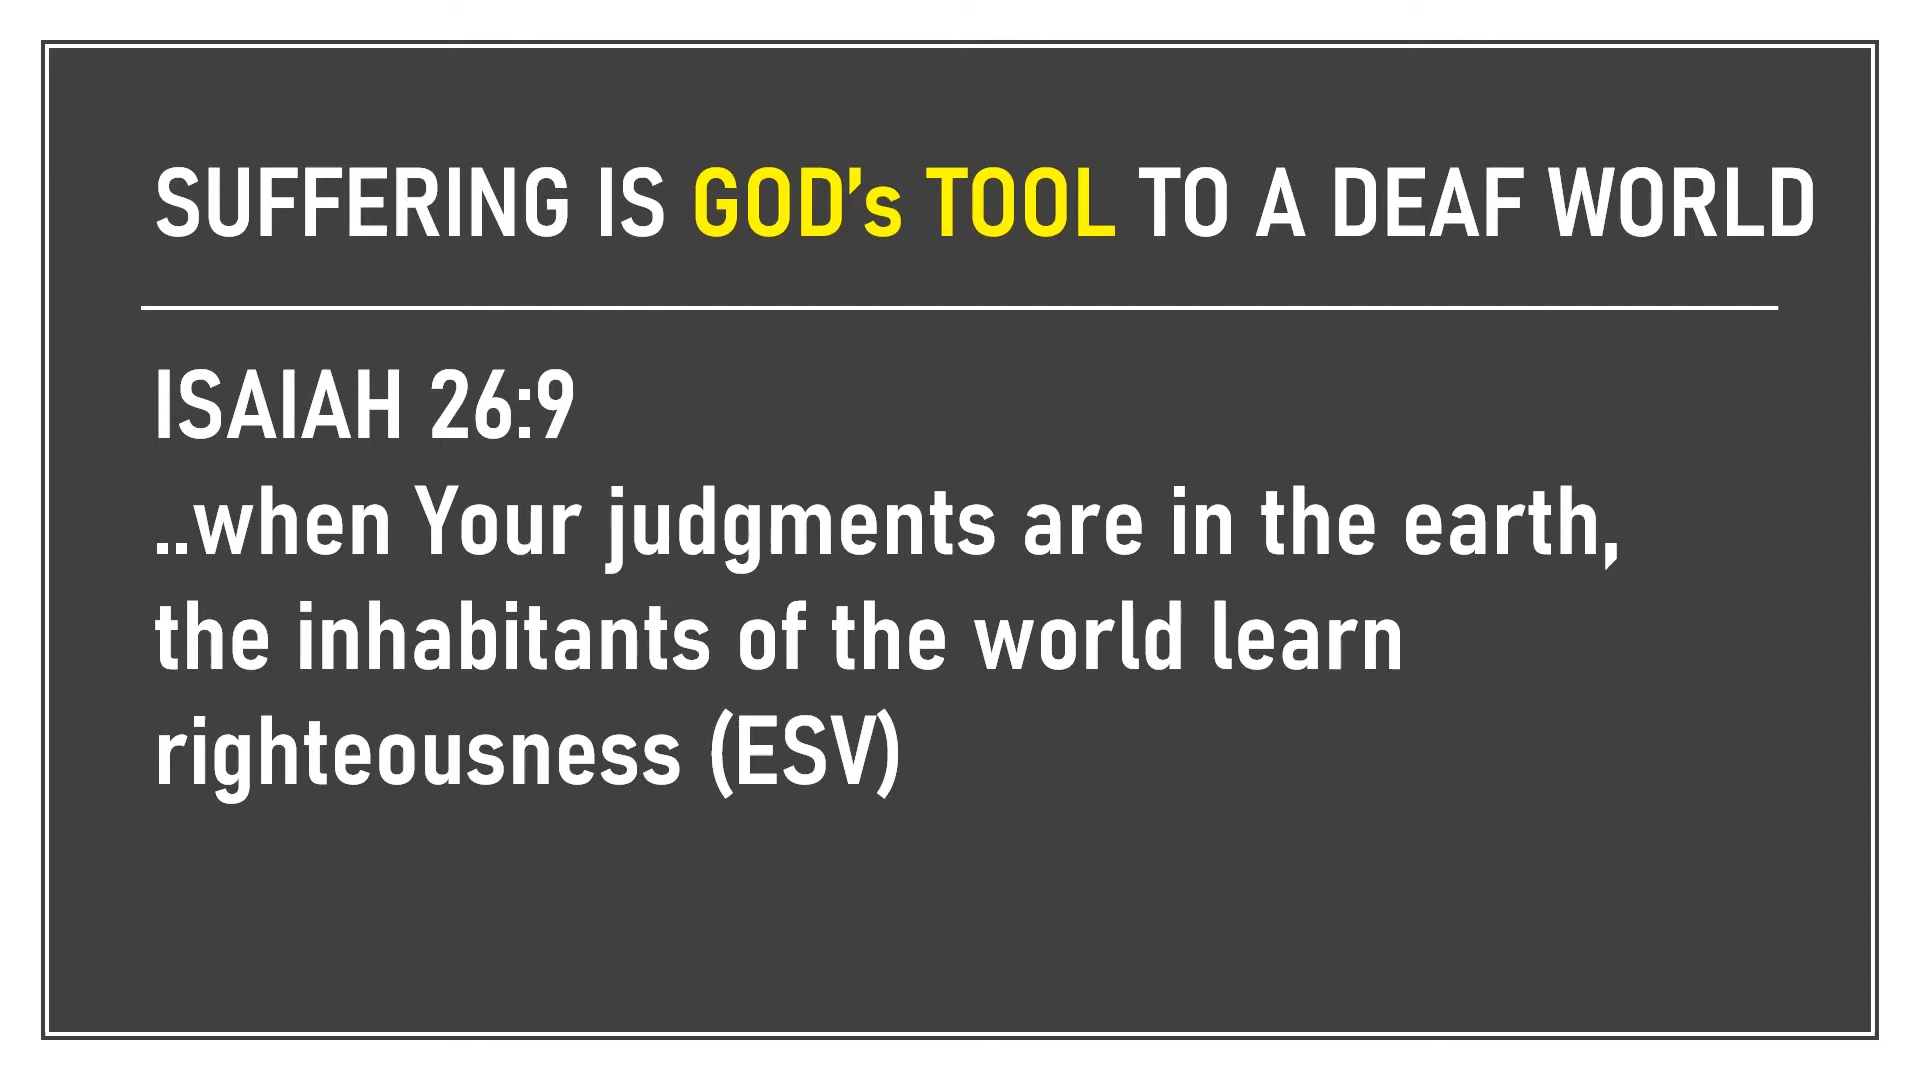 SUFFERING IS GOD’s TOOL TO A DEAF WORLD
ISAIAH 26:9
..when Your judgments are in the earth,
the inhabitants of the world learn
righteousness (ESV)